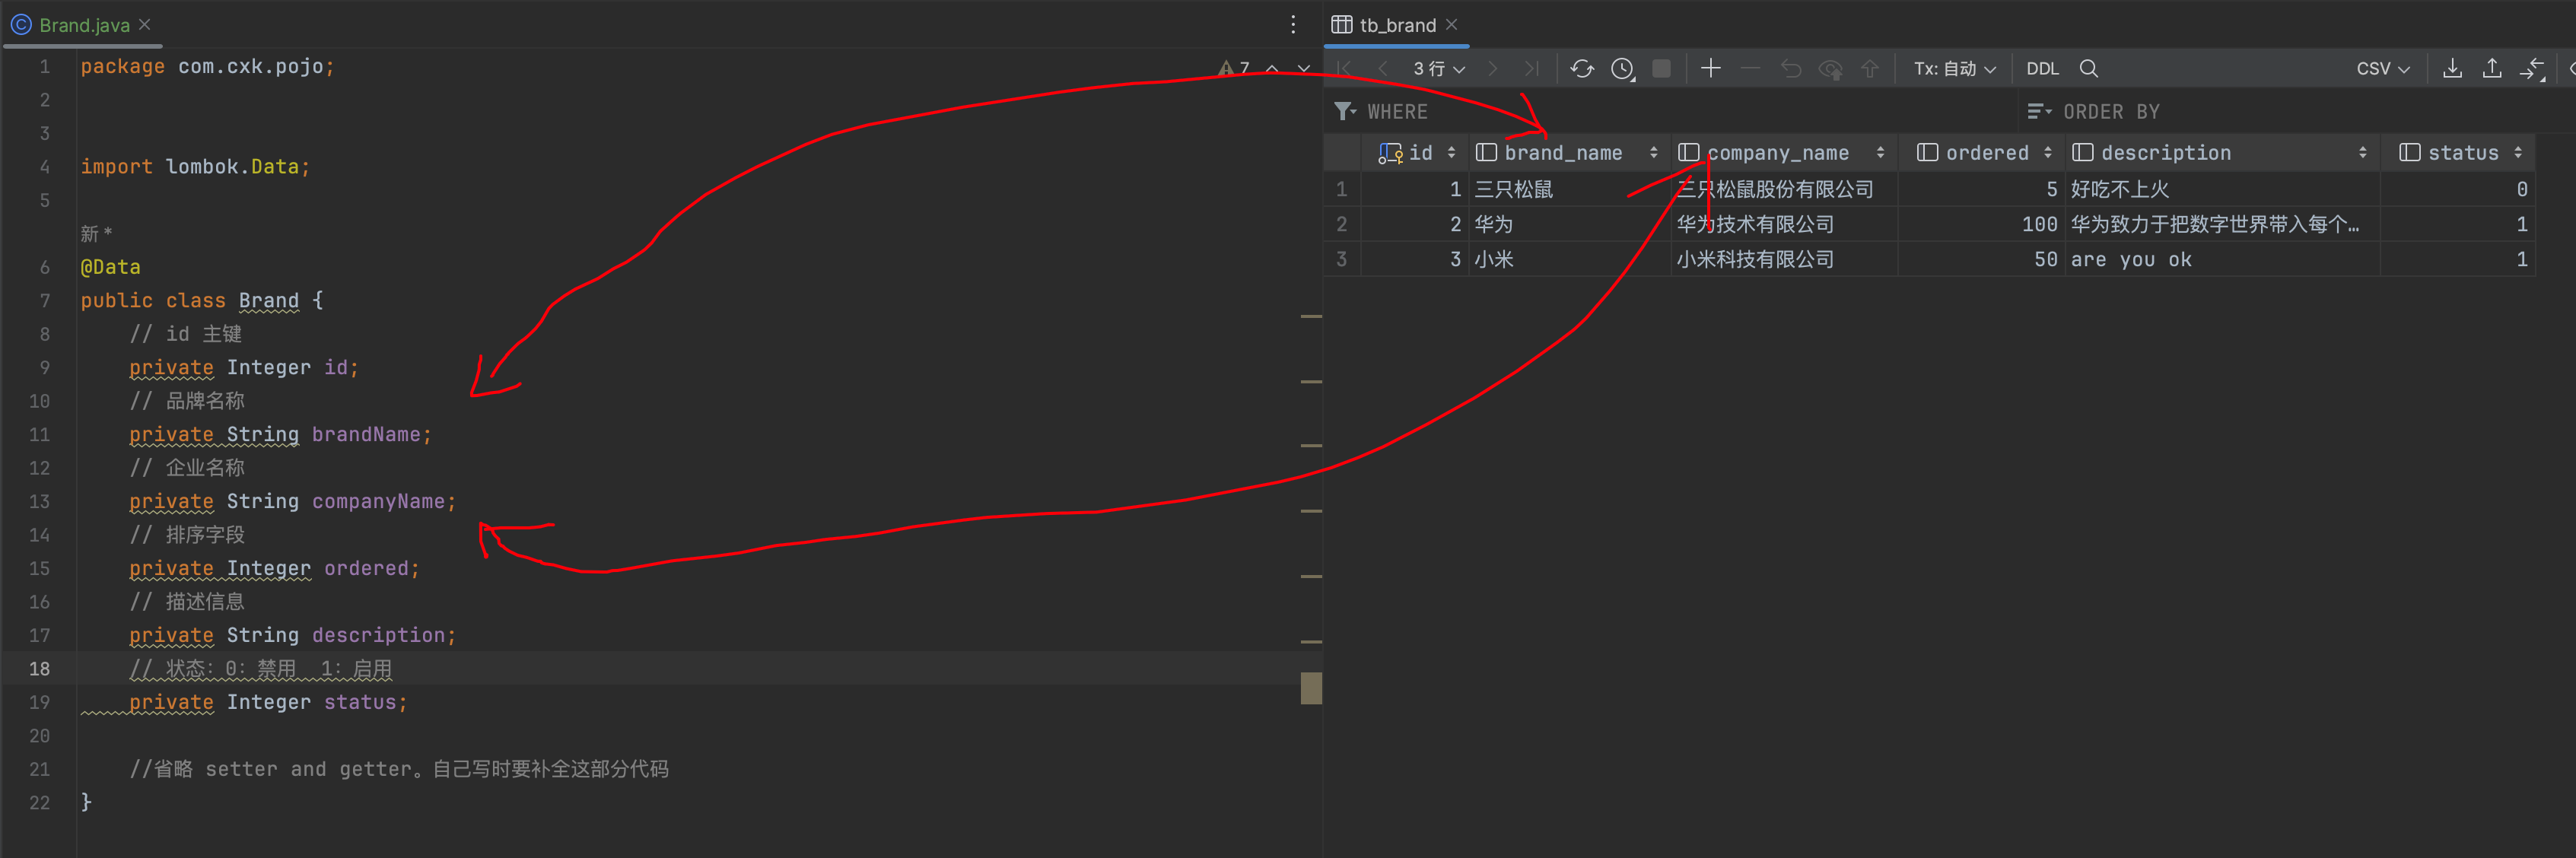 Brand.java
tb_brand
1 package com.cxk.pojo;
7
3 行
Tx: 自动
DDL
CSV
2
WHERE
ORDER BY
3
4 import lombok.Data;
5
新 *
6 @Data
7 public class Brand {
8 // id 主键
9 private Integer id;
10 // 品牌名称
11 private String brandName;
12 // 企业名称
13 private String companyName;
14 // 排序字段
15 private Integer ordered;
16 // 描述信息
17 private String description;
18 // 状态：0：禁用  1：启用
19 private Integer status;
20
21 //省略 setter and getter。自己写时要补全这部分代码
22 }
id brand_name company_name ordered description status
1 1 三只松鼠 三只松鼠股份有限公司 5 好吃不上火 0
2 2 华为 华为技术有限公司 100 华为致力于把数字世界带入每个… 1
3 3 小米 小米科技有限公司 50 are you ok 1